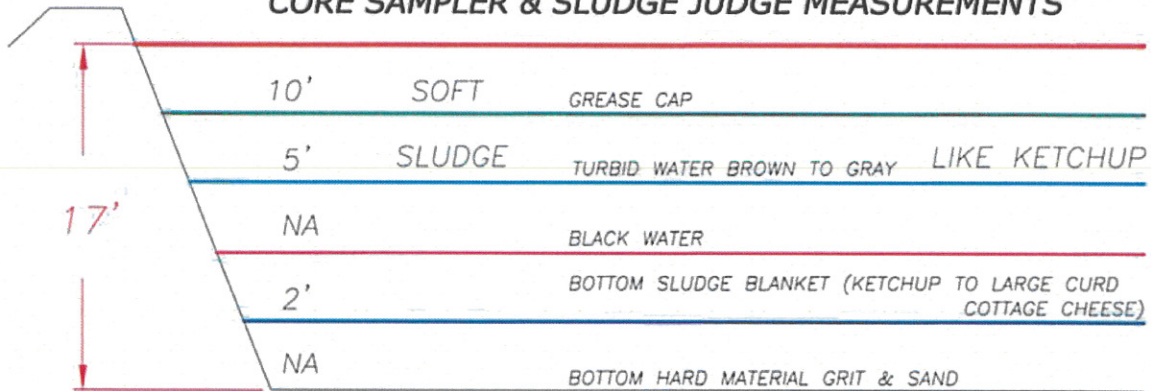 CORE SAMPLER & SLUDGE JUDGE MEASUREMENTS
10' SOFT GREASE CAP
5' SLUDGE TURBID WATER BROWN TO GRAY LIKE KETCHUP
17'
NA BLACK WATER
2' BOTTOM SLUDGE BLANKET (KETCHUP TO LARGE CURD
COTTAGE CHEESE)
NA BOTTOM HARD MATERIAL GRIT & SAND